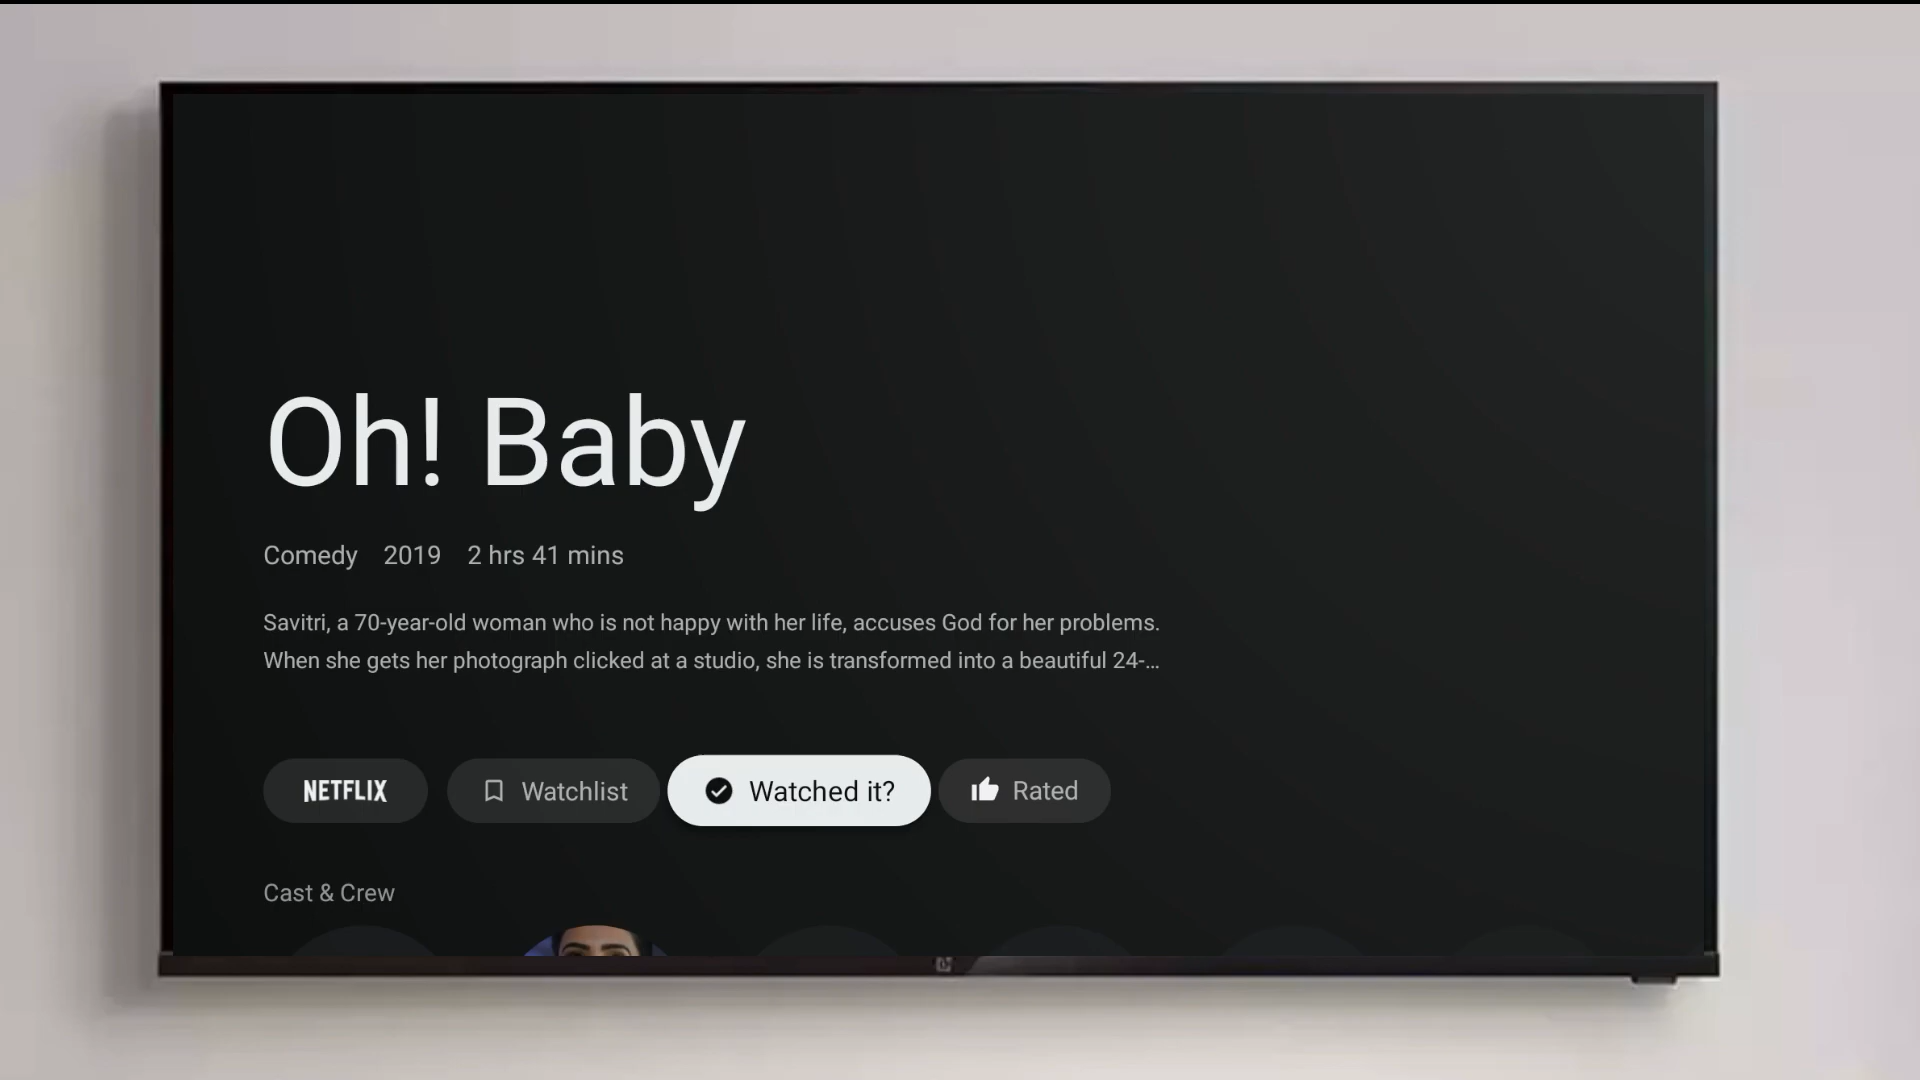 Oh! Baby
Comedy 2019 2 hrs 41 mins
Savitri, a 70-year-old woman who is not happy with her life, accuses God for her problems.
When she gets her photograph clicked at a studio, she is transformed into a beautiful 24-...
NETFLIX Watchlist Watched it? Rated
Cast & Crew